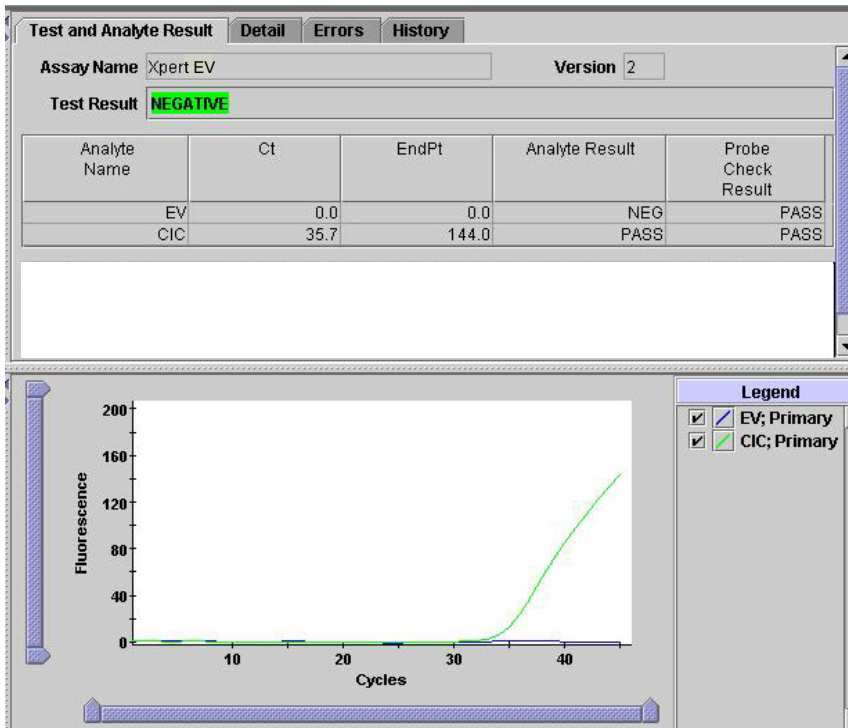 Test and Analyte Result Detail Errors History
Assay Name Xpert EV Version 2
Test Result NEGATIVE
Analyte Name Ct EndPt Analyte Result Probe Check Result
EV 0.0 0.0 NEG PASS
CIC 35.7 144.0 PASS PASS
Legend
EV; Primary
CIC; Primary
200
160
120
80
40
0
Fluorescence
10 20 30 40
Cycles